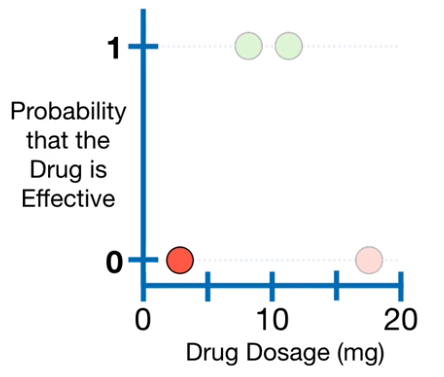 1
Probability
that the
Drug is
Effective
0
0 10 20
Drug Dosage (mg)